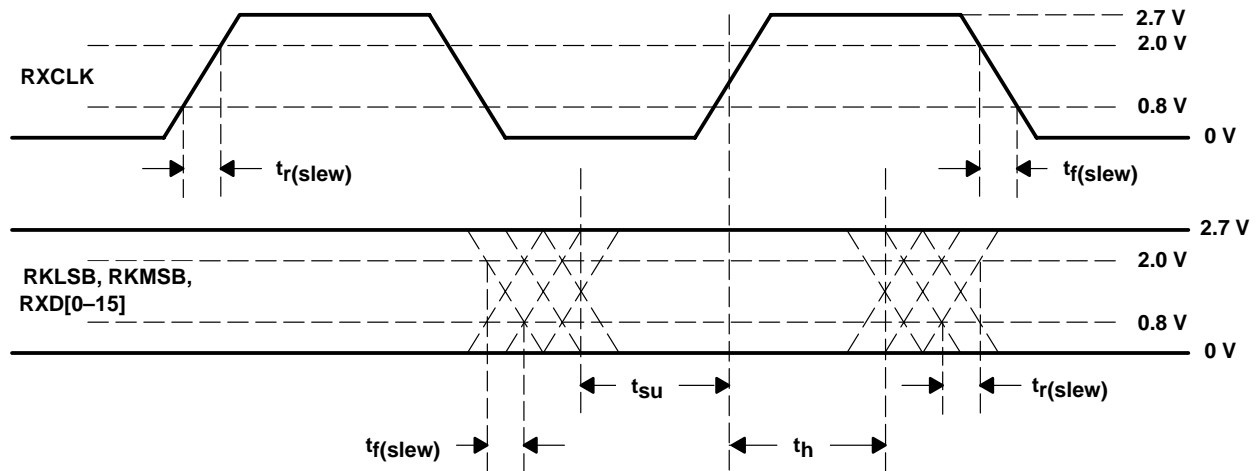 2.7 V
2.0 V
RXCLK
0.8 V
0 V
tr(slew)
tf(slew)
2.7 V
2.0 V
RKLSB, RKMSB,
RXD[0–15]
0.8 V
0 V
tsu
tr(slew)
tf(slew)
th